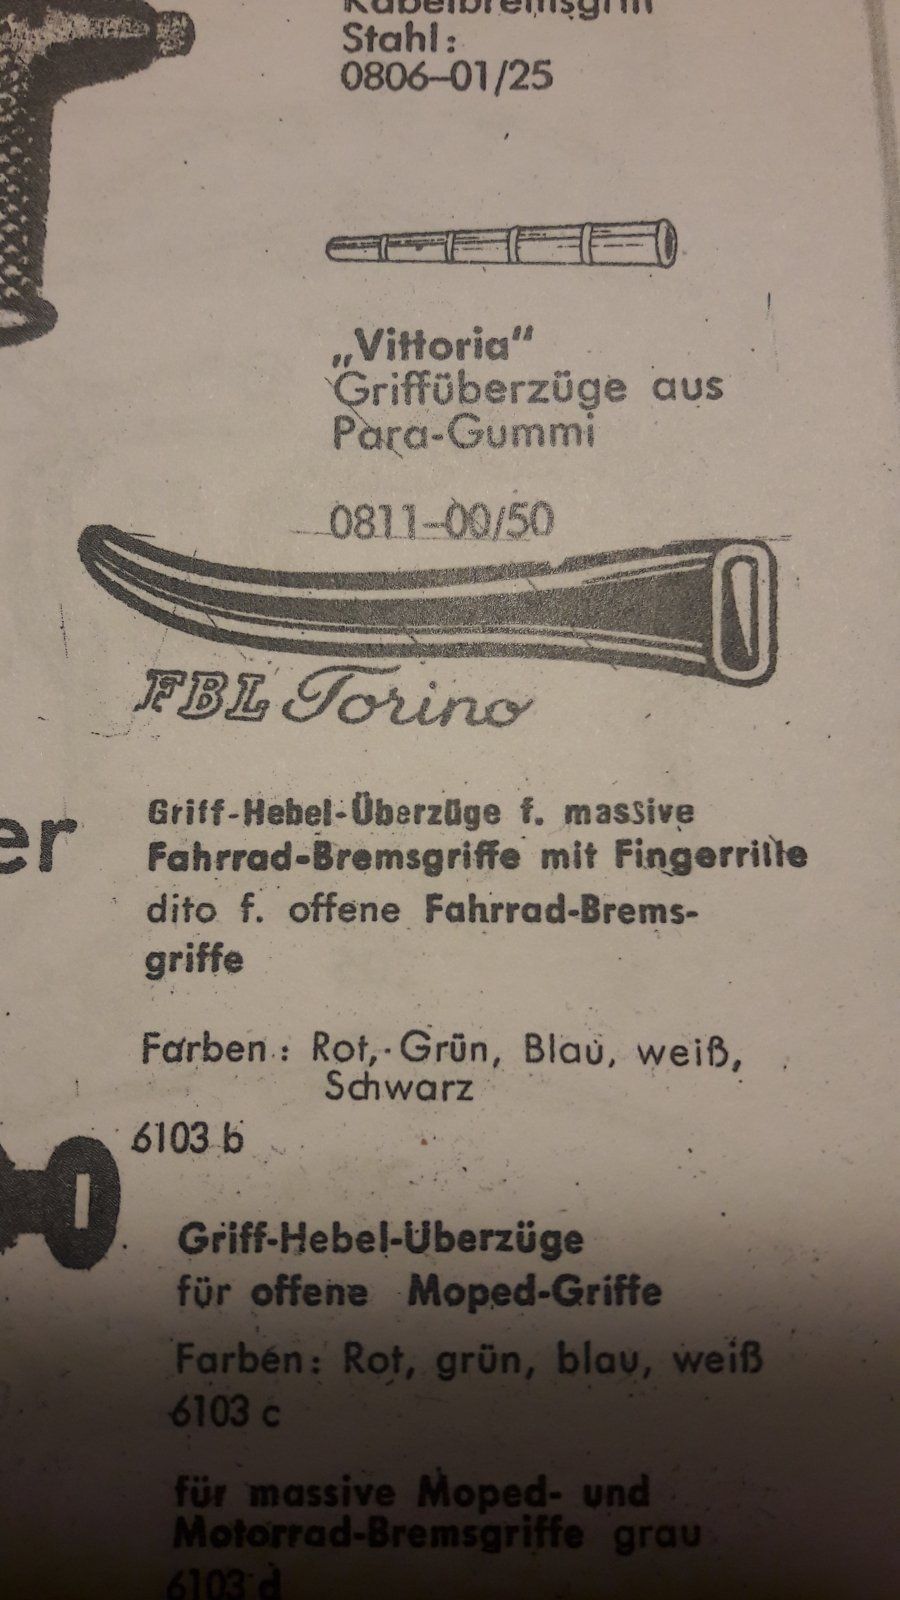 Kabelbremsgriff
Stahl:
0806–01/25
„Vittoria“
Griffüberzüge aus
Para-Gummi
0811–00/50
FBL Torino
er
Griff-Hebel-Überzüge f. massive
Fahrrad-Bremsgriffe mit Fingerrille
dito f. offene Fahrrad-Brems-
griffe
Farben: Rot, Grün, Blau, weiß,
Schwarz
6103 b
Griff-Hebel-Überzüge
für offene Moped-Griffe
Farben: Rot, grün, blau, weiß
6103 c
für massive Moped- und
Motorrad-Bremsgriffe grau
6103 d